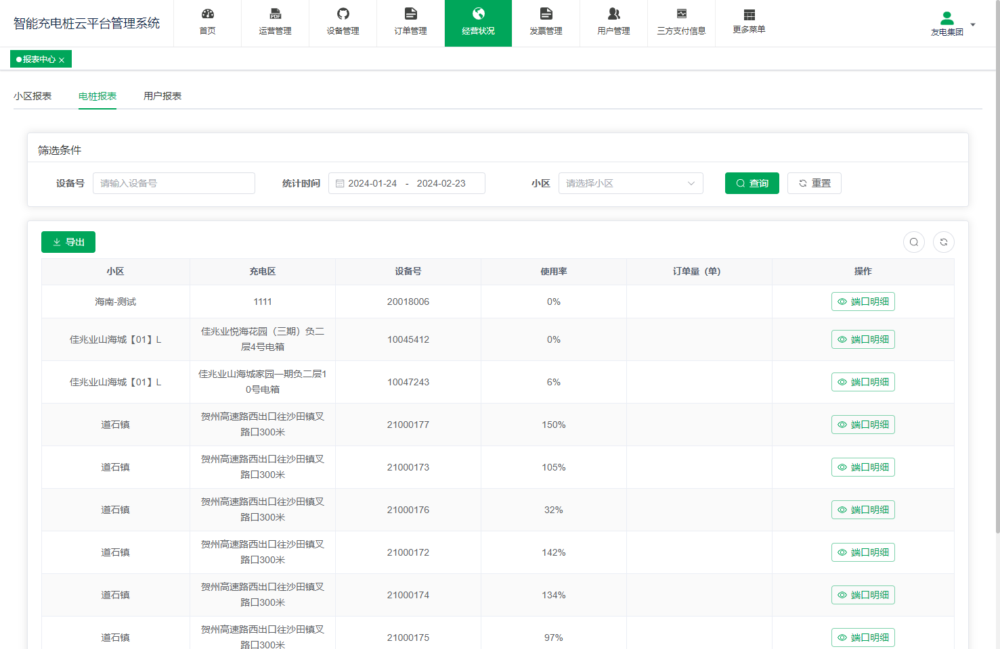 智能充电桩云平台管理系统
首页
运营管理
设备管理
订单管理
经营状况
发票管理
用户管理
三方支付信息
更多菜单
友电集团
报表中心
小区报表
电桩报表
用户报表
筛选条件
设备号 请输入设备号 统计时间 2024-01-24 - 2024-02-23 小区 请选择小区 查询 重置
导出
小区 充电区 设备号 使用率 订单量（单） 操作
海南-测试 1111 20018006 0% 端口明细
佳兆业山海城【01】L 佳兆业悦海花园（三期）负二
层4号电箱 10045412 0% 端口明细
佳兆业山海城【01】L 佳兆业山海城家园一期负二层1
0号电箱 10047243 6% 端口明细
道石镇 贺州高速路西出口往沙田镇叉
路口300米 21000177 150% 端口明细
道石镇 贺州高速路西出口往沙田镇叉
路口300米 21000173 105% 端口明细
道石镇 贺州高速路西出口往沙田镇叉
路口300米 21000176 32% 端口明细
道石镇 贺州高速路西出口往沙田镇叉
路口300米 21000172 142% 端口明细
道石镇 贺州高速路西出口往沙田镇叉
路口300米 21000174 134% 端口明细
道石镇 贺州高速路西出口往沙田镇叉
路口300米 21000175 97% 端口明细